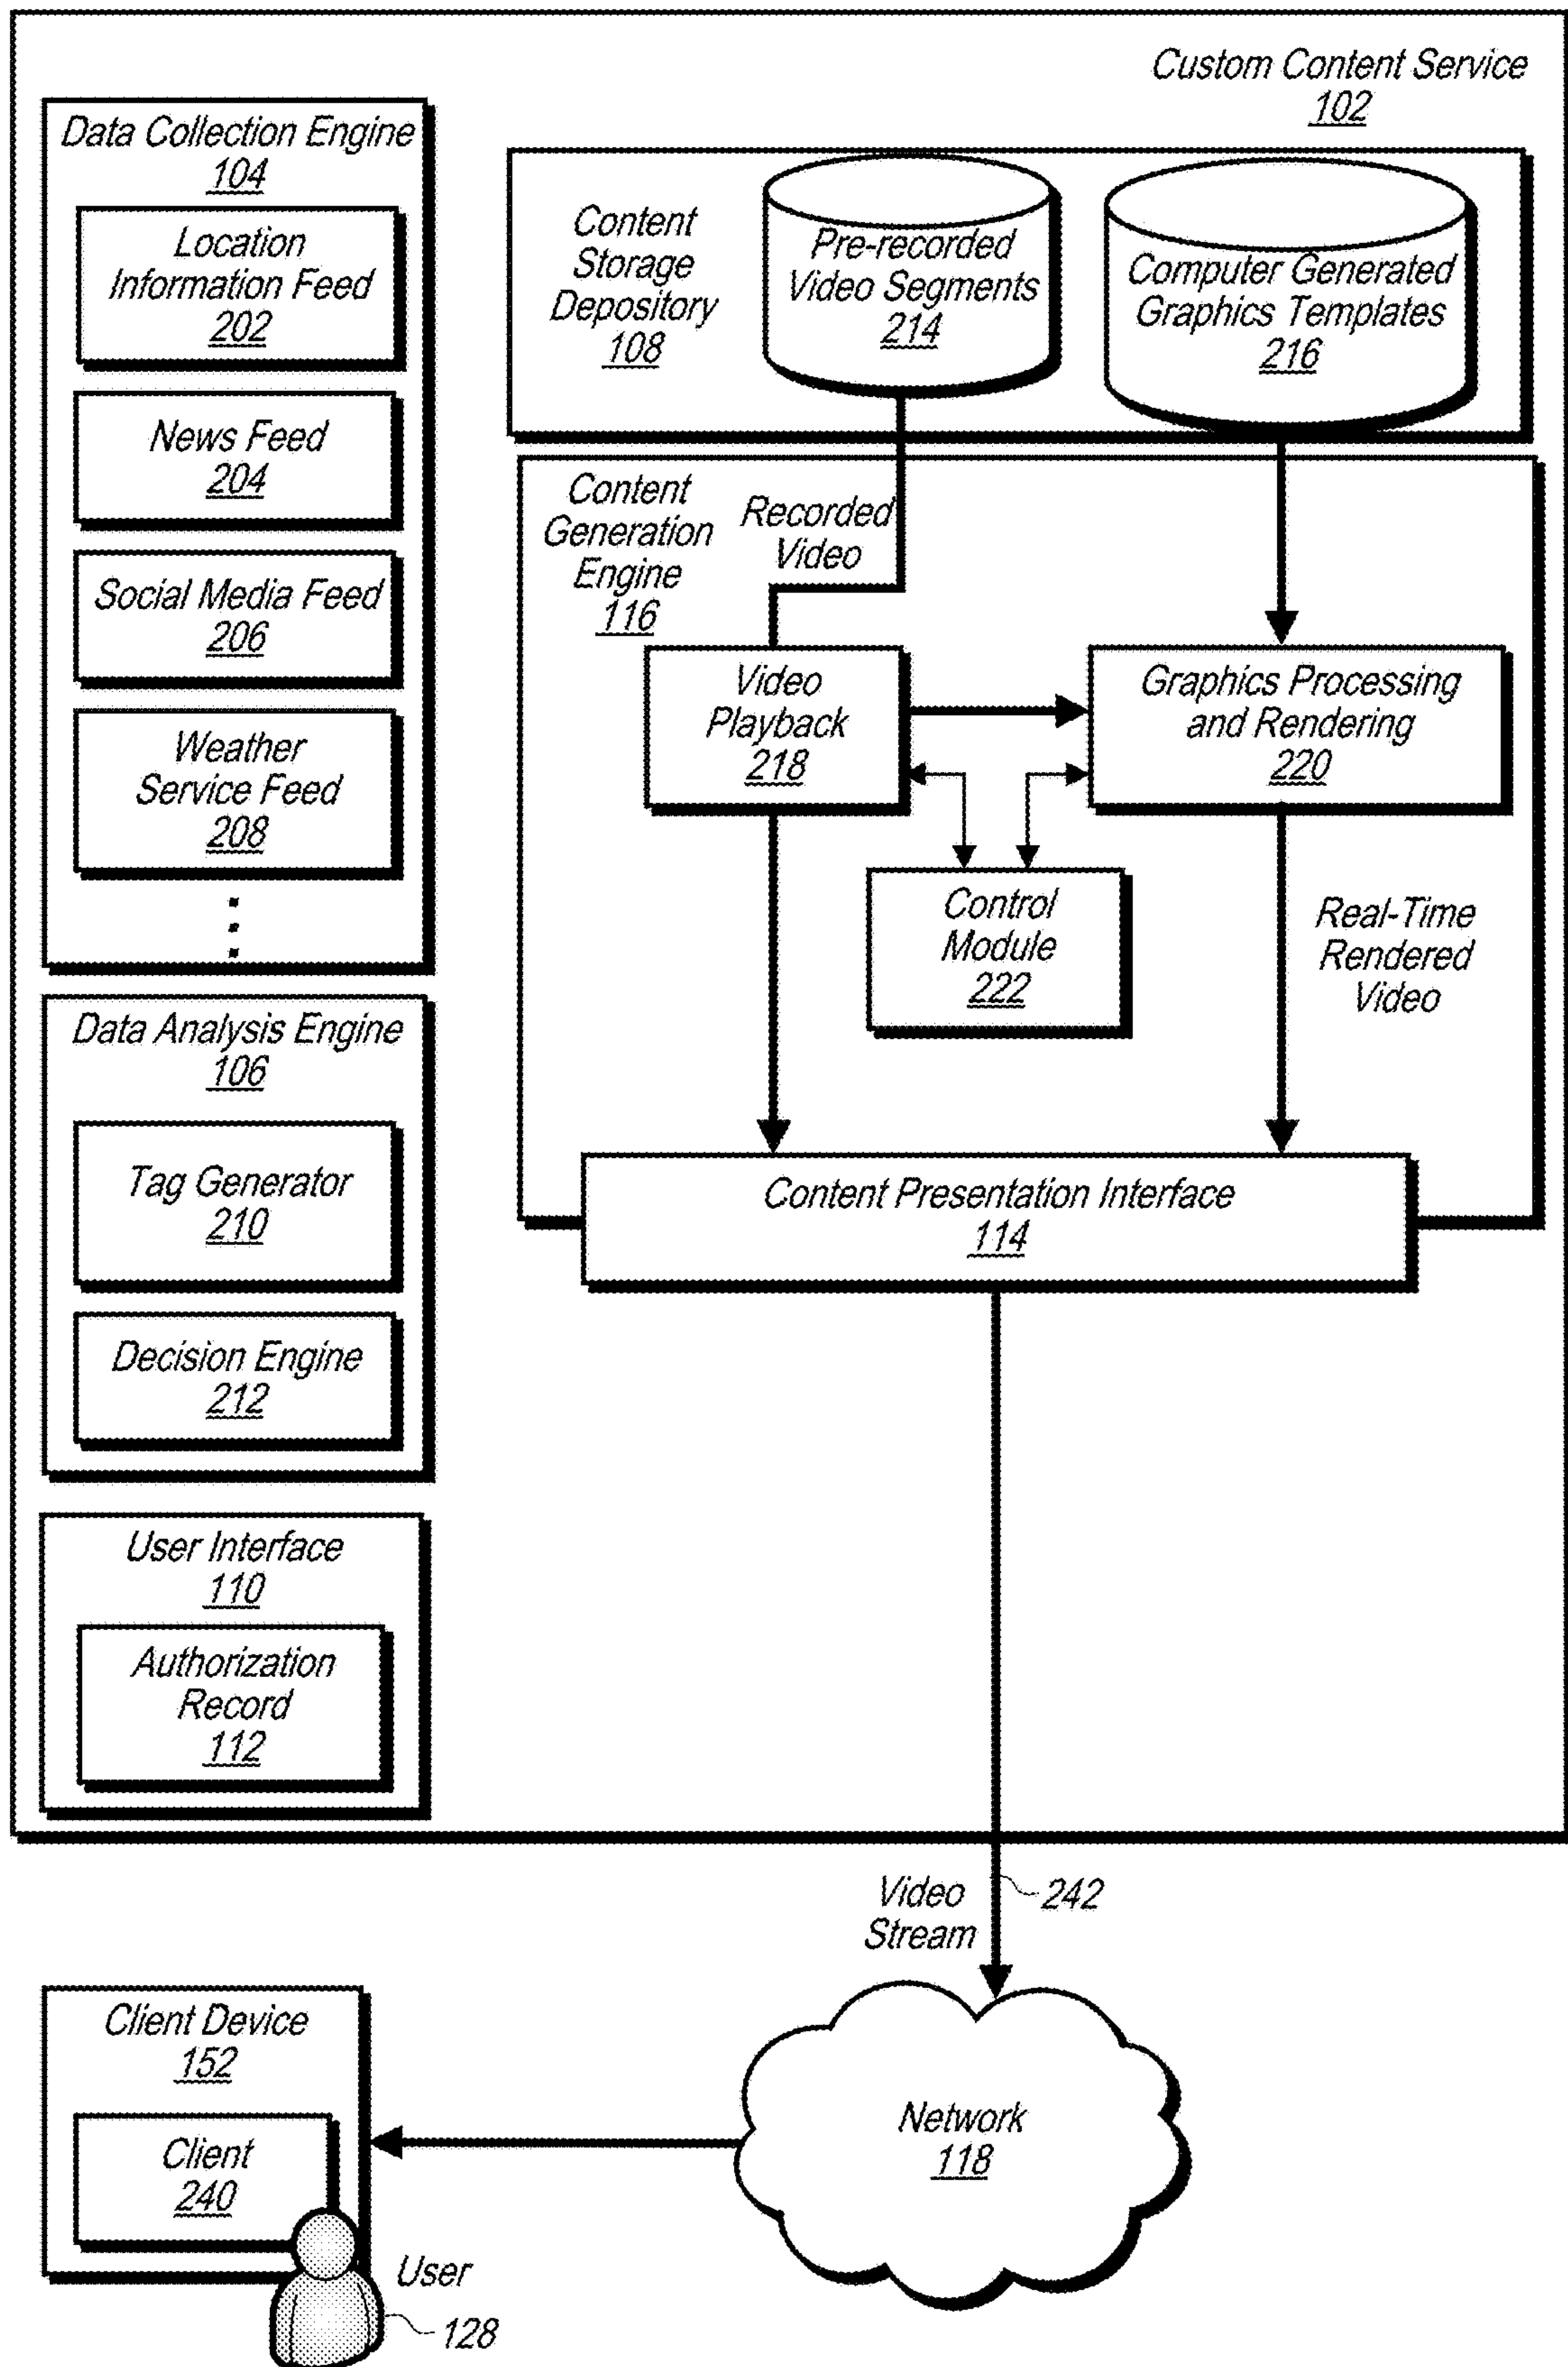 Custom Content Service
102
Data Collection Engine
104
Location
Information Feed
202
News Feed
204
Social Media Feed
206
Weather
Service Feed
208
Data Analysis Engine
106
Tag Generator
210
Decision Engine
212
User Interface
110
Authorization
Record
112
Content
Storage
Depository
108
Pre-recorded
Video Segments
214
Computer Generated
Graphics Templates
216
Content
Generation
Engine
116
Recorded
Video
Video
Playback
218
Graphics Processing
and Rendering
220
Control
Module
222
Real-Time
Rendered
Video
Content Presentation Interface
114
Video
Stream
242
Network
118
Client Device
152
Client
240
User
128